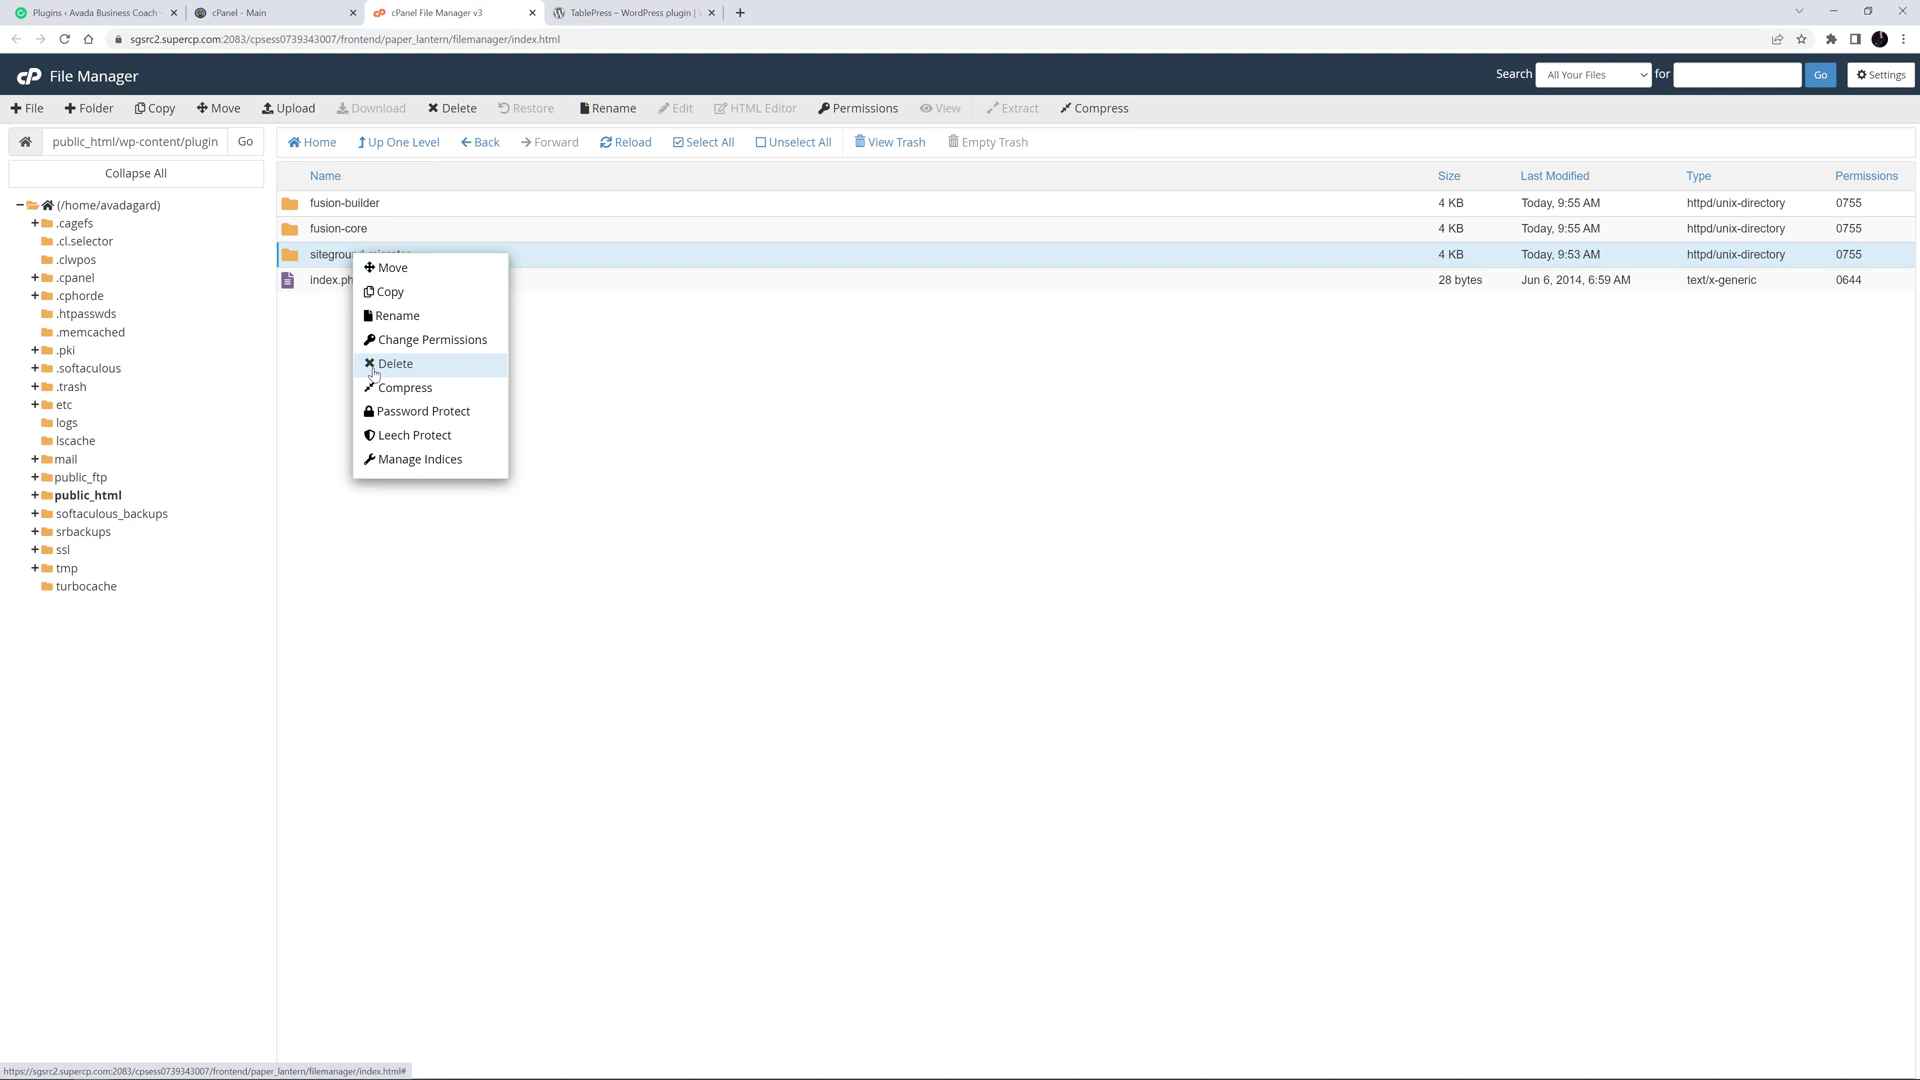 Plugins ‹ Avada Business Coach
cPanel - Main
cPanel File Manager v3
TablePress – WordPress plugin |
sgsrc2.supercp.com:2083/cpsess0739343007/frontend/paper_lantern/filemanager/index.html
cP File Manager
Search All Your Files for Go Settings
File Folder Copy Move Upload Download Delete Restore Rename Edit HTML Editor Permissions View Extract Compress
public_html/wp-content/plugin Go
Home Up One Level Back Forward Reload Select All Unselect All View Trash Empty Trash
Collapse All
(/home/avadagard)
.cagefs
.cl.selector
.clwpos
.cpanel
.cphorde
.htpasswds
.memcached
.pki
.softaculous
.trash
etc
logs
lscache
mail
public_ftp
public_html
softaculous_backups
srbackups
ssl
tmp
turbocache
Name Size Last Modified Type Permissions
fusion-builder 4 KB Today, 9:55 AM httpd/unix-directory 0755
fusion-core 4 KB Today, 9:55 AM httpd/unix-directory 0755
siteground-migrator 4 KB Today, 9:53 AM httpd/unix-directory 0755
index.ph 28 bytes Jun 6, 2014, 6:59 AM text/x-generic 0644
Move
Copy
Rename
Change Permissions
Delete
Compress
Password Protect
Leech Protect
Manage Indices
https://sgsrc2.supercp.com:2083/cpsess0739343007/frontend/paper_lantern/filemanager/index.html#